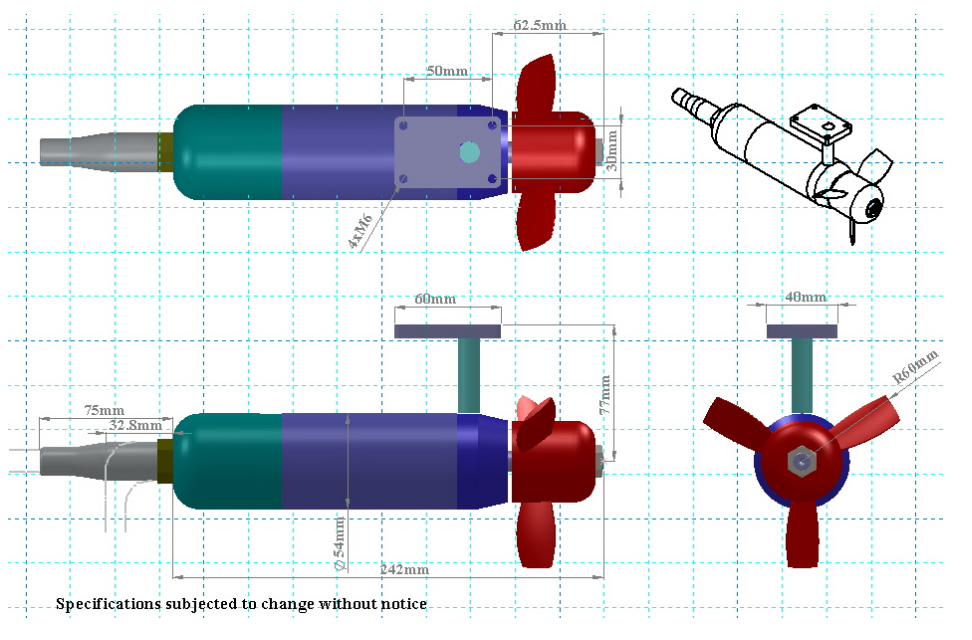 62.5mm
50mm
30mm
4xM6
60mm
40mm
R60mm
77mm
75mm
32.8mm
∅54mm
242mm
Specifications subjected to change without notice